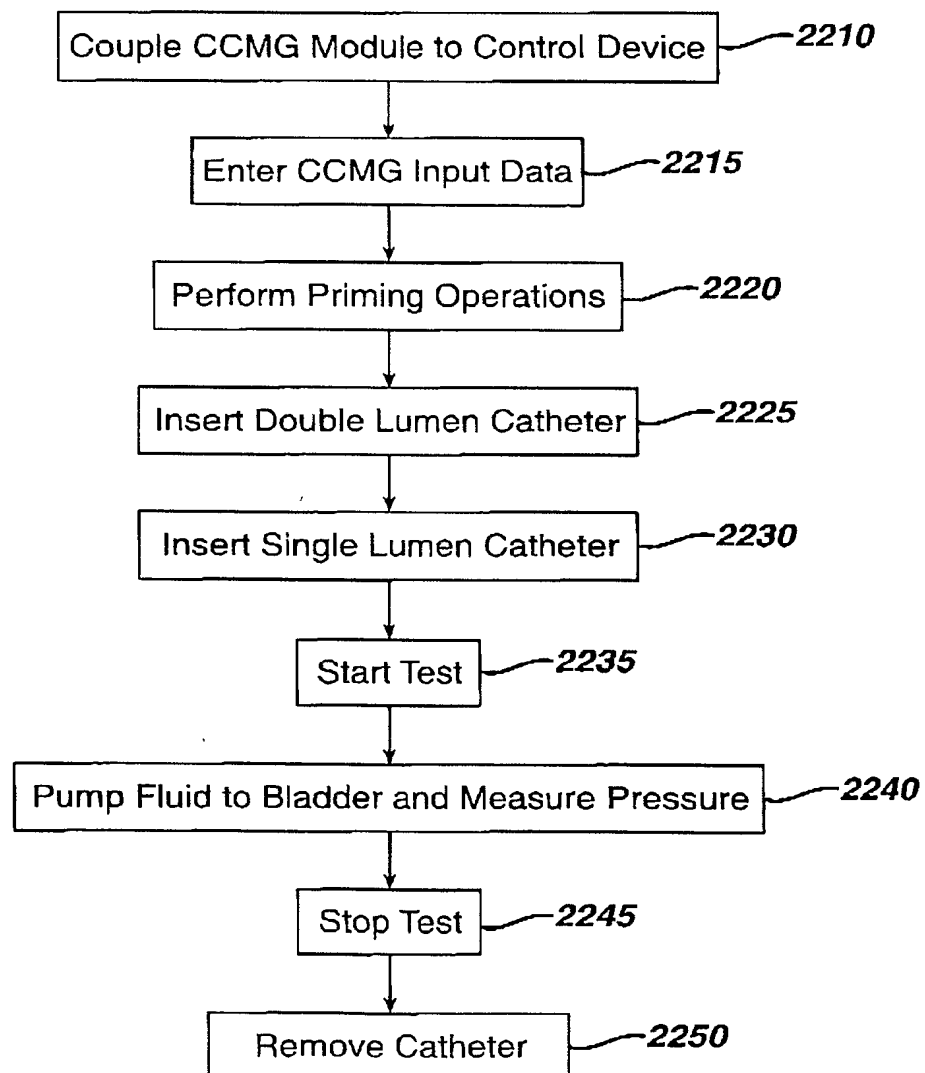 Couple CCMG Module to Control Device 2210
Enter CCMG Input Data 2215
Perform Priming Operations 2220
Insert Double Lumen Catheter 2225
Insert Single Lumen Catheter 2230
Start Test 2235
Pump Fluid to Bladder and Measure Pressure 2240
Stop Test 2245
Remove Catheter 2250